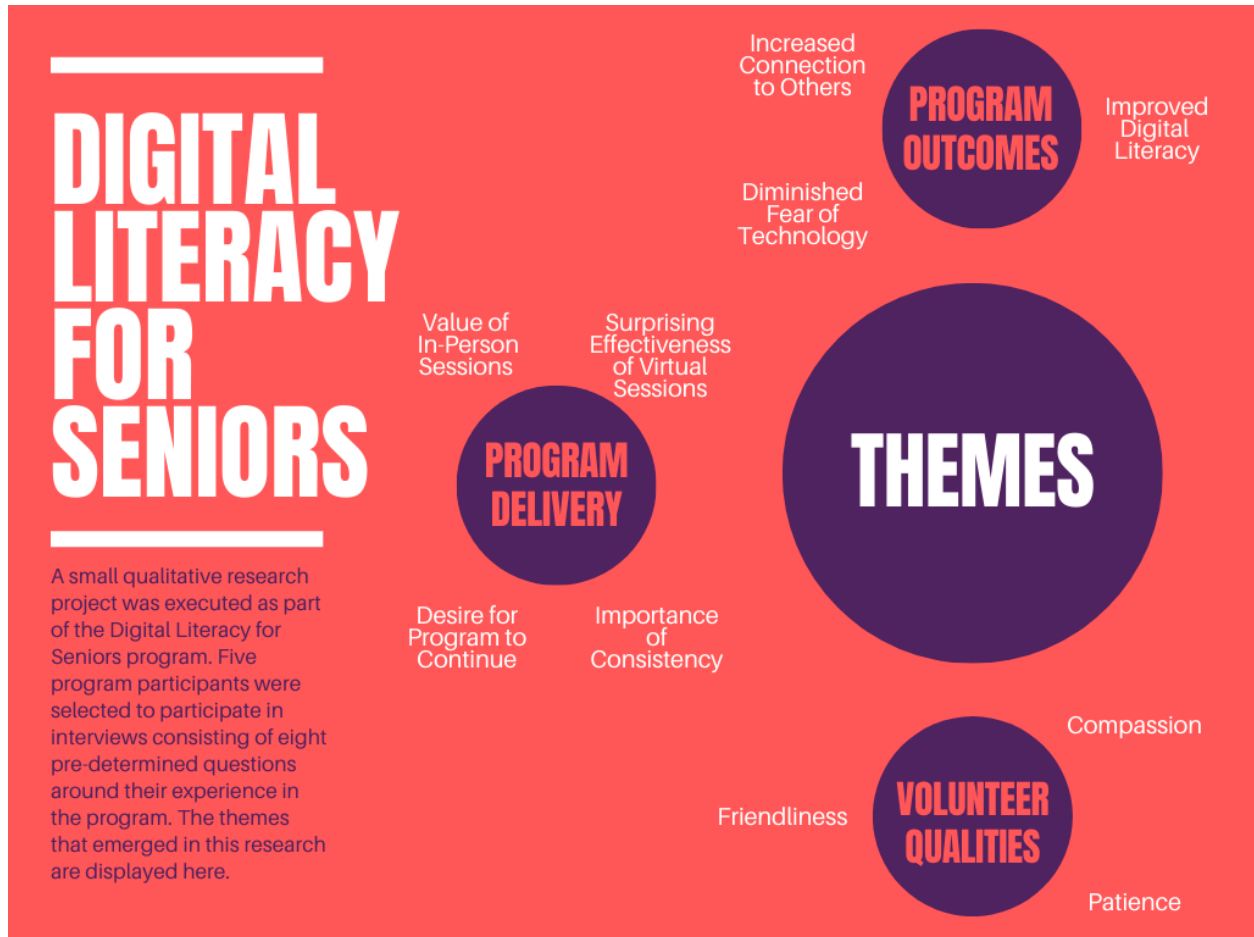 DIGITAL
LITERACY
FOR
SENIORS
A small qualitative research
project was executed as part
of the Digital Literacy for
Seniors program. Five
program participants were
selected to participate in
interviews consisting of eight
pre-determined questions
around their experience in
the program. The themes
that emerged in this research
are displayed here.
THEMES
PROGRAM
OUTCOMES
Increased
Connection
to Others
Improved
Digital
Literacy
Diminished
Fear of
Technology
PROGRAM
DELIVERY
Value of
In-Person
Sessions
Surprising
Effectiveness
of Virtual
Sessions
Desire for
Program to
Continue
Importance
of
Consistency
VOLUNTEER
QUALITIES
Compassion
Friendliness
Patience